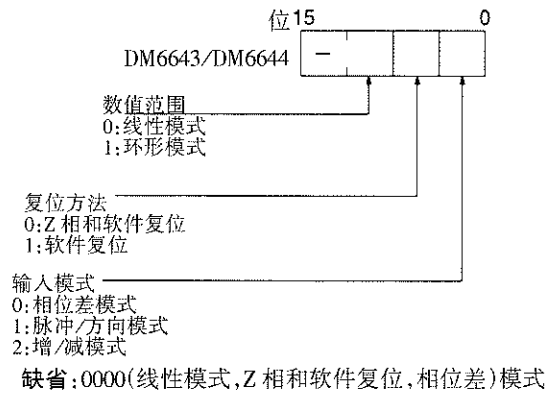 位15 0
DM6643/DM6644 —
数值范围
0:线性模式
1:环形模式
复位方法
0:Z相和软件复位
1:软件复位
输入模式
0:相位差模式
1:脉冲/方向模式
2:增/减模式
缺省:0000(线性模式,Z相和软件复位,相位差)模式